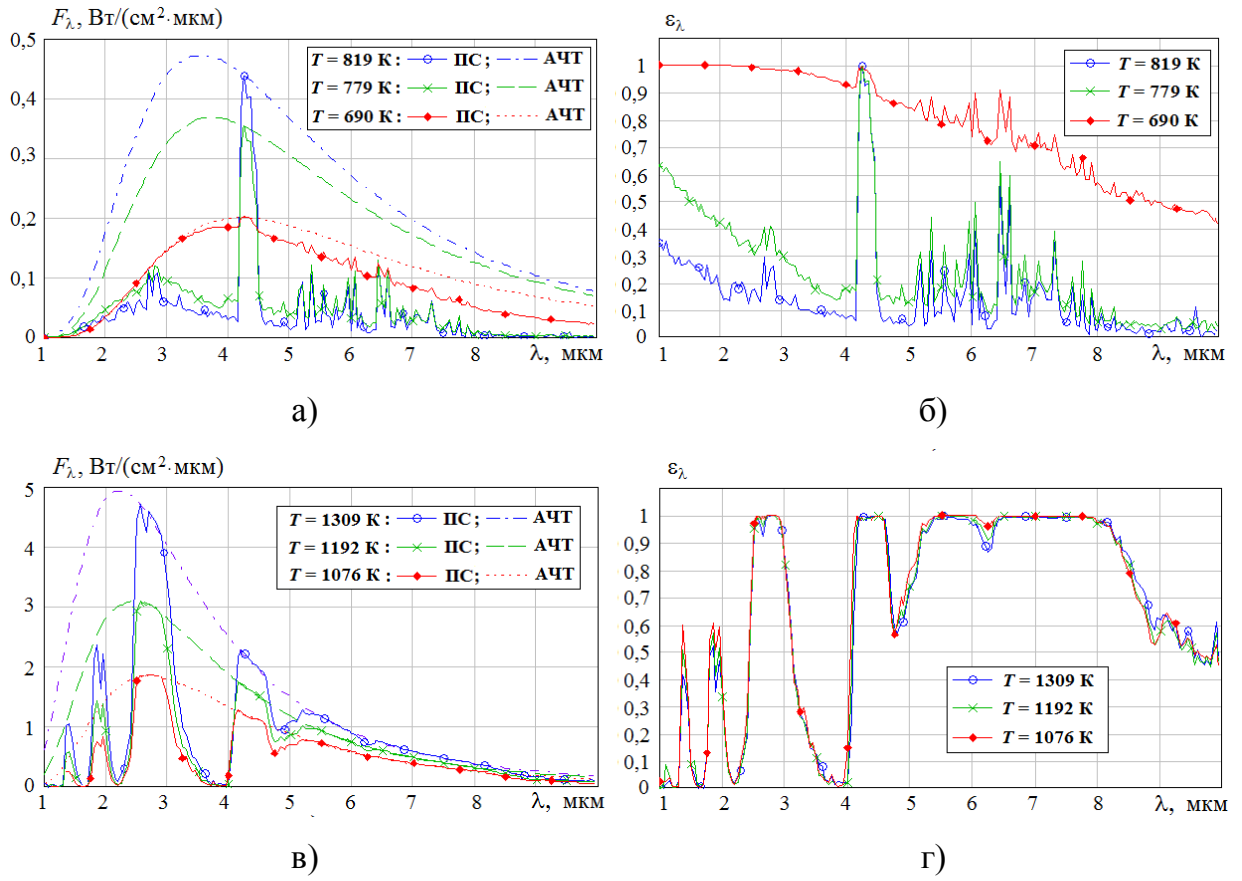 Fλ, Вт/(см²·мкм)
0,5
0,4
0,3
0,2
0,1
0
T = 819 К: ПС; АЧТ
T = 779 К: ПС; АЧТ
T = 690 К: ПС; АЧТ
1 2 3 4 5 6 7 8 λ, мкм
а)
ελ
1
0,9
0,8
0,7
0,6
0,5
0,4
0,3
0,2
0,1
0
T = 819 К
T = 779 К
T = 690 К
1 2 3 4 5 6 7 8 λ, мкм
б)
Fλ, Вт/(см²·мкм)
5
4
3
2
1
0
T = 1309 К: ПС; АЧТ
T = 1192 К: ПС; АЧТ
T = 1076 К: ПС; АЧТ
1 2 3 4 5 6 7 8 λ, мкм
в)
ελ
1
0,9
0,8
0,7
0,6
0,5
0,4
0,3
0,2
0,1
0
T = 1309 К
T = 1192 К
T = 1076 К
1 2 3 4 5 6 7 8 λ, мкм
г)